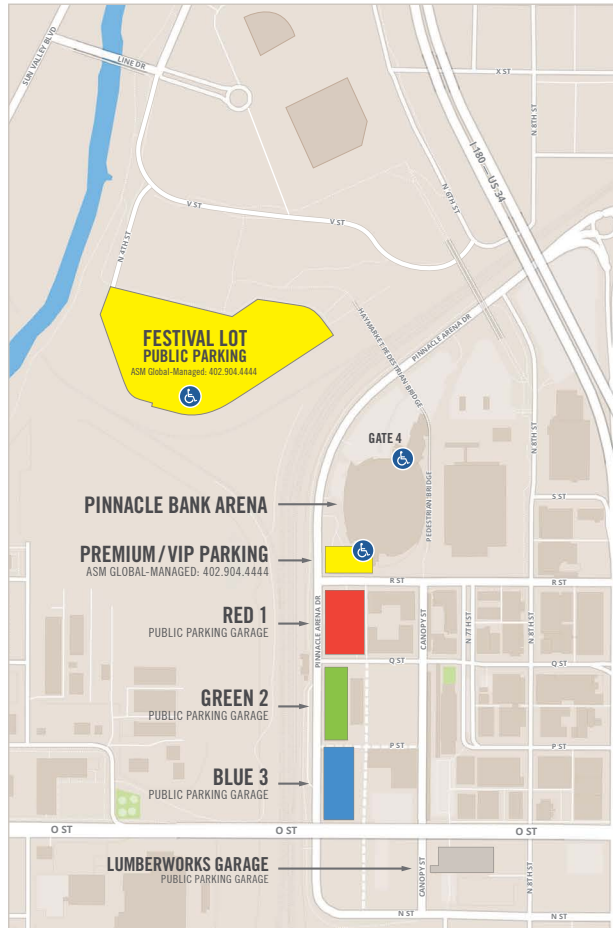 SUN VALLEY BLVD
LINE DR
X ST
N 8TH ST
I 180 — US-34
N 6TH ST
V ST
V ST
N 4TH ST
FESTIVAL LOT
PUBLIC PARKING
ASM Global-Managed: 402.904.4444
HAYMARKET PEDESTRIAN BRIDGE
PINNACLE ARENA DR
GATE 4
N 8TH ST
PEDESTRIAN BRIDGE
PINNACLE BANK ARENA
S ST
PREMIUM/VIP PARKING
ASM GLOBAL-MANAGED: 402.904.4444
R ST
R ST
PINNACLE ARENA DR
RED 1
PUBLIC PARKING GARAGE
CANOPY ST
N 7TH ST
N 8TH ST
Q ST
Q ST
GREEN 2
PUBLIC PARKING GARAGE
P ST
P ST
BLUE 3
PUBLIC PARKING GARAGE
O ST
O ST
O ST
LUMBERWORKS GARAGE
PUBLIC PARKING GARAGE
CANOPY ST
N 8TH ST
N ST